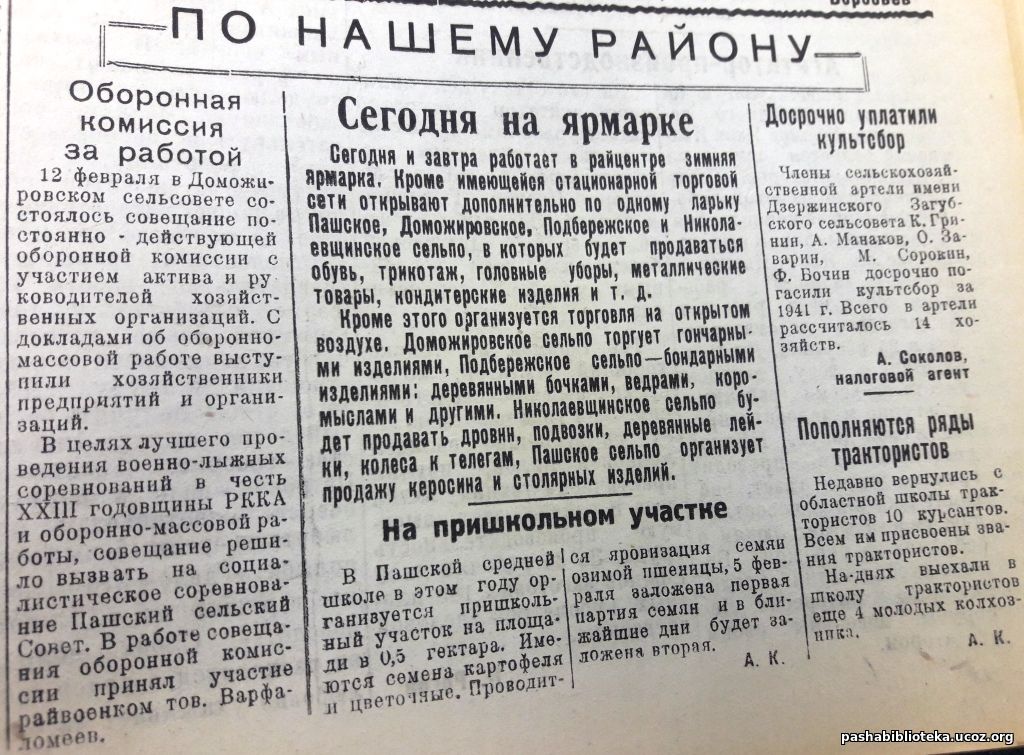 ПО НАШЕМУ РАЙОНУ
Оборонная
комиссия
за работой
12 февраля в Доможи-
ровском сельсовете со-
стоялось совещание по-
стоянно - действующей
оборонной комиссии с
участием актива и ру
ководителей хозяйст-
венных организаций. С
докладами об оборонно-
массовой работе высту-
пили хозяйственники
предприятий и органи-
заций.
В целях лучшего про-
ведения военно-лыжных
соревнований в честь
XXIII годовщины РККА
и оборонно-массовой ра-
боты, совещание реши-
ло вызвать на социа-
листическое соревнова-
ние Пашский сельский
Совет. В работе совеща-
ния оборонной комис-
сии принял участие
райвоенком тов. Варфа-
ломеев.
Сегодня на ярмарке
Сегодня и завтра работает в райцентре зимняя
ярмарка. Кроме имеющейся стационарной торговой
сети открывают дополнительно по одному ларьку
Пашское, Доможировское, Подбережское и Никола-
евщинское сельпо, в которых будет продаваться
обувь, трикотаж, головные уборы, металлические
товары, кондитерские изделия и т. д.
Кроме этого организуется торговля на открытом
воздухе. Доможировское сельпо торгует гончарны-
ми изделиями, Подбережское сельпо—бондарными
изделиями: деревянными бочками, ведрами, коро-
мыслами и другими. Николаевщинское сельпо бу-
дет продавать дровни, подвозки, деревянные лей-
ки, колеса к телегам, Пашское сельпо организует
продажу керосина и столярных изделий.
На пришкольном участке
В Пашской средней
школе в этом году ор-
ганизуется пришколь-
ный участок на площа-
ди в 0,5 гектара. Име-
ются семена картофеля
и цветочные. Проводит-
ся яровизация семян
озимой пшеницы, 5 фев-
раля заложена первая
партия семян и в бли-
жайшие дни будет за-
ложена вторая.
А. К.
Досрочно уплатили
культсбор
Члены сельскохозяй-
ственной артели имени
Дзержинского Загуб-
ского сельсовета К. Гри-
нин, А. Манаков, О. За-
варин, М. Сорокин,
Ф. Бочин досрочно по-
гасили культсбор за
1941 г. Всего в артели
рассчиталось 14 хо-
зяйств.
А. Соколов,
налоговой агент
Пополняются ряды
трактористов
Недавно вернулись с
областной школы трак-
тористов 10 курсантов.
Всем им присвоены зва-
ния трактористов.
На-днях выехали в
школу трактористов
еще 4 молодых колхоз-
ника.
А. К.
pashabiblioteka.ucoz.org